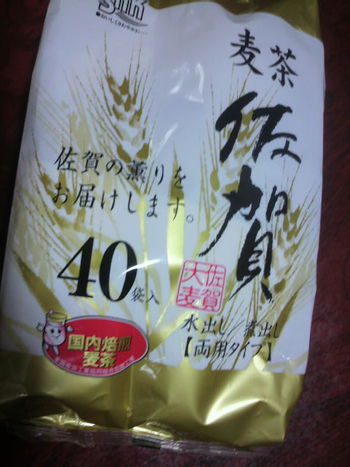 麦茶
佐賀
佐賀の薫りを
お届けします。
40袋入
佐賀
大麦
水出し 煮出し
【両用タイプ】
国内焙煎
麦茶